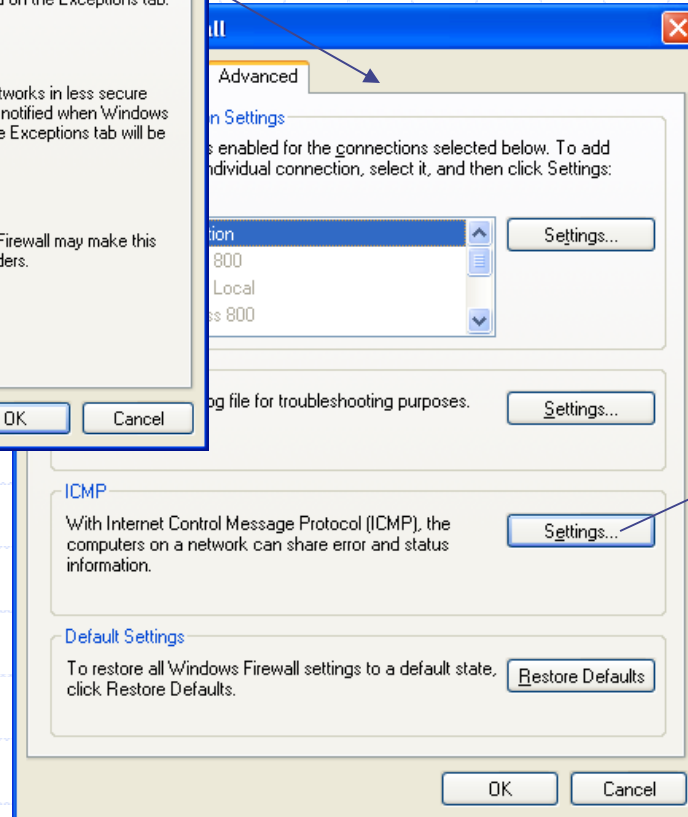 d on the Exceptions tab.
tworks in less secure
notified when Windows
e Exceptions tab will be
Firewall may make this
ders.
OK
Cancel
all
Advanced
n Settings
s enabled for the connections selected below. To add
ndividual connection, select it, and then click Settings:
tion
800
Local
ss 800
Settings...
og file for troubleshooting purposes.
Settings...
ICMP
With Internet Control Message Protocol (ICMP), the
computers on a network can share error and status
information.
Settings...
Default Settings
To restore all Windows Firewall settings to a default state,
click Restore Defaults.
Restore Defaults
OK
Cancel